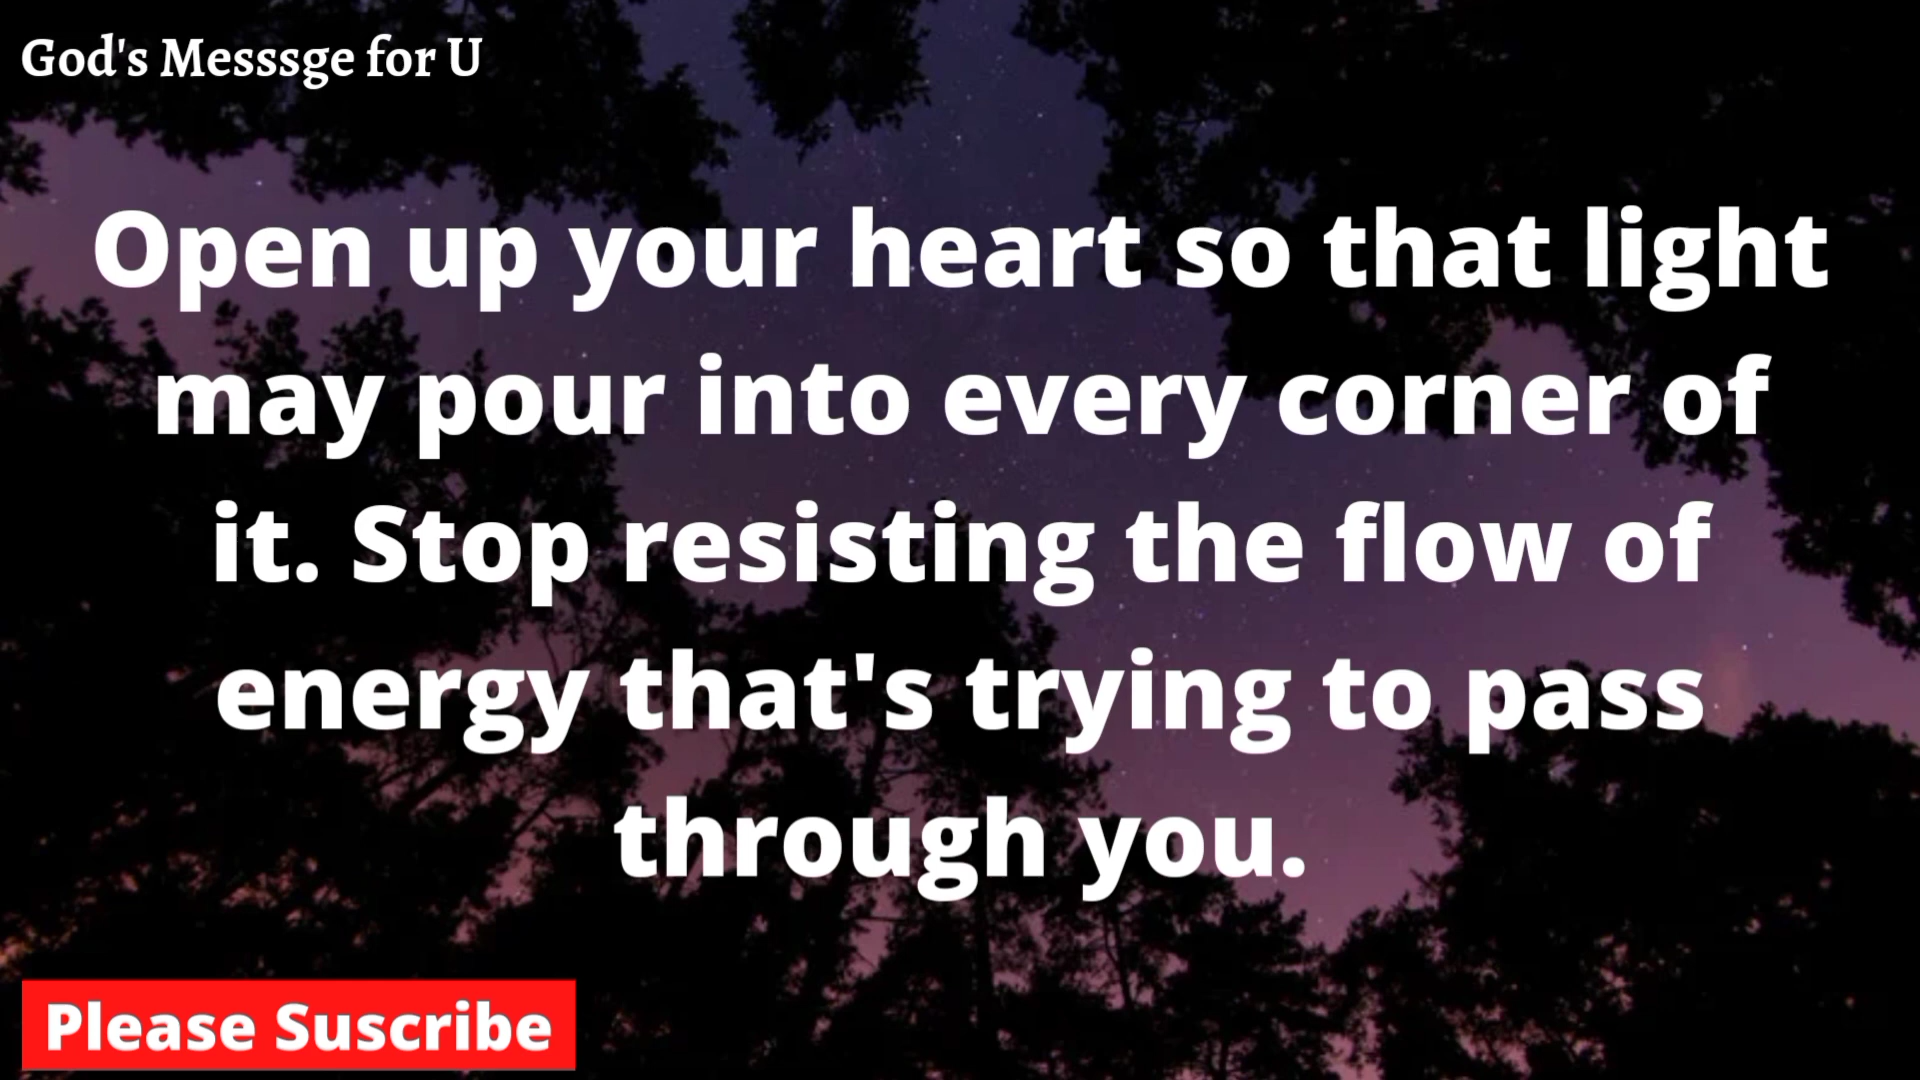 God's Messsge for U
Open up your heart so that light
may pour into every corner of
it. Stop resisting the flow of
energy that's trying to pass
through you.
Please Suscribe